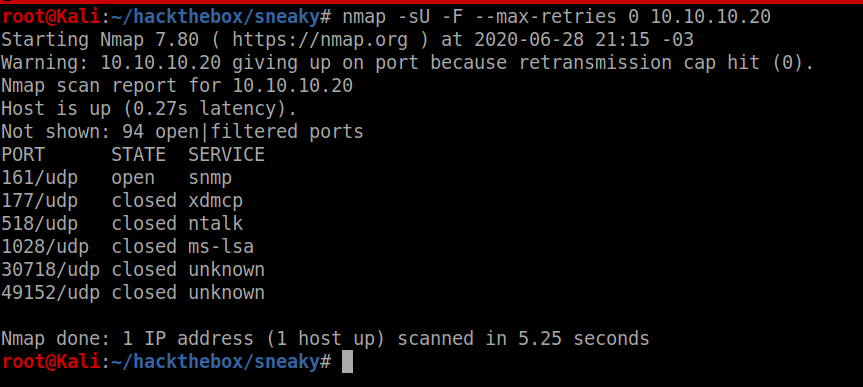 root@Kali:~/hackthebox/sneaky# nmap -sU -F --max-retries 0 10.10.10.20
Starting Nmap 7.80 ( https://nmap.org ) at 2020-06-28 21:15 -03
Warning: 10.10.10.20 giving up on port because retransmission cap hit (0).
Nmap scan report for 10.10.10.20
Host is up (0.27s latency).
Not shown: 94 open|filtered ports
PORT      STATE  SERVICE
161/udp   open   snmp
177/udp   closed xdmcp
518/udp   closed ntalk
1028/udp  closed ms-lsa
30718/udp closed unknown
49152/udp closed unknown

Nmap done: 1 IP address (1 host up) scanned in 5.25 seconds
root@Kali:~/hackthebox/sneaky#